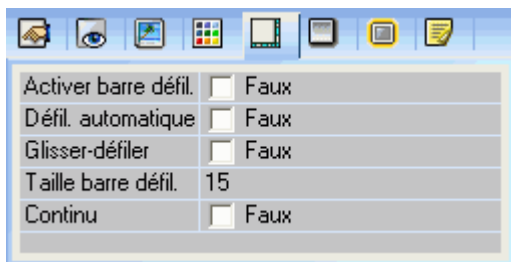 Activer barre défil. Faux
Défil. automatique Faux
Glisser-défiler Faux
Taille barre défil. 15
Continu Faux